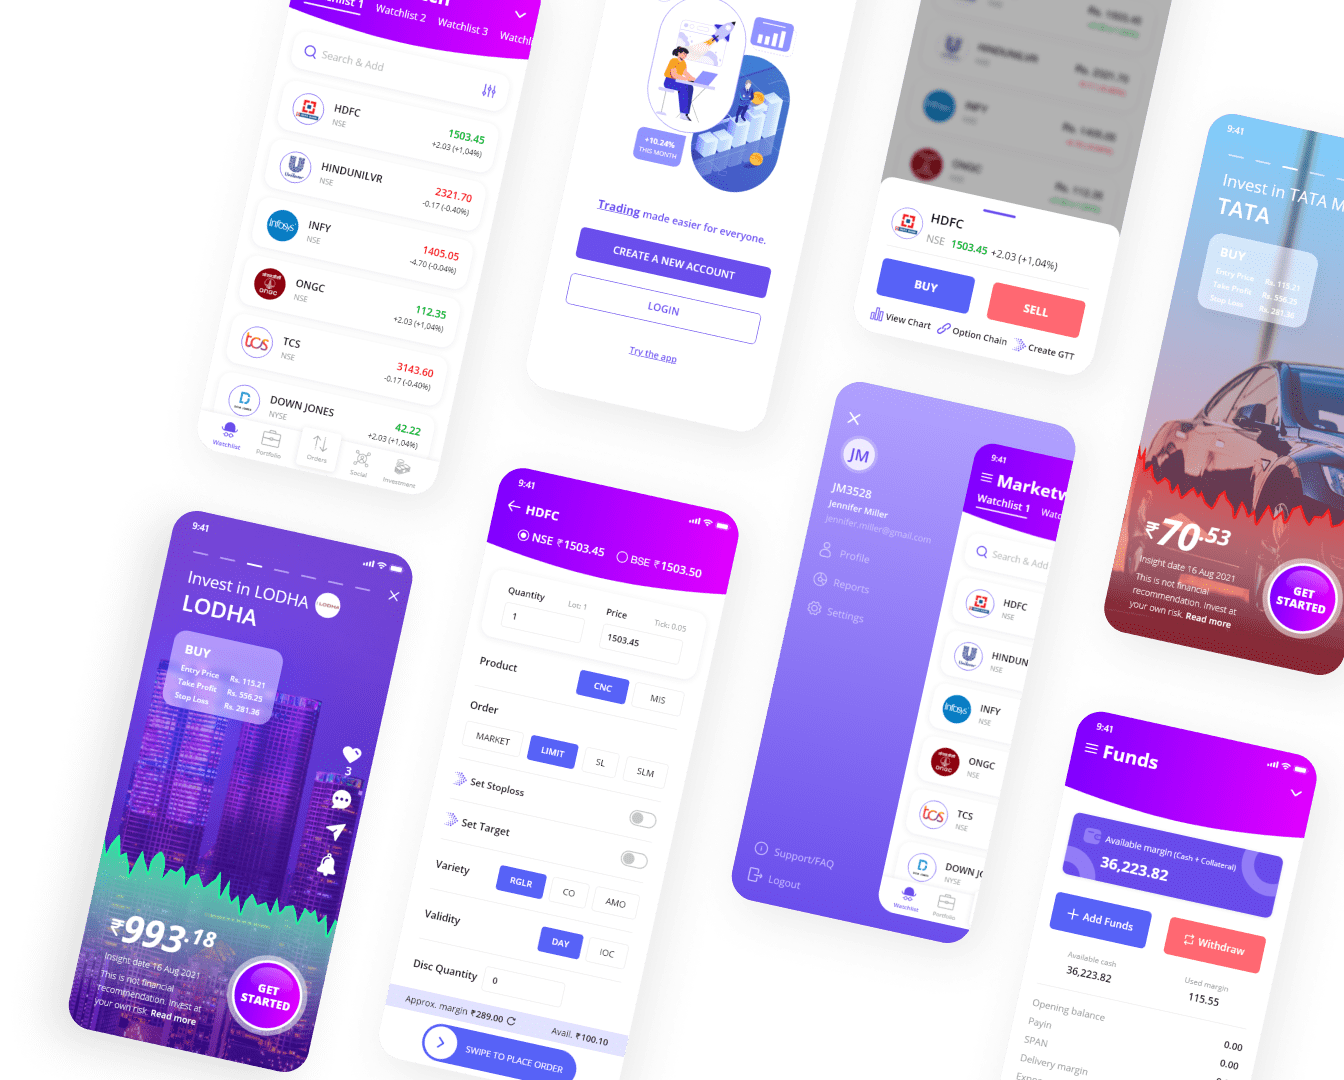 Watchlist 1 Watchlist 2 Watchlist 3
Search & Add
HDFC
NSE
1503.45
+2.03 (+1,04%)
HINDUNILVR
NSE
2321.70
-0.17 (-0.40%)
Infosys
INFY
NSE
1405.05
-4.70 (-0.04%)
ongc
ONGC
NSE
112.35
+2.03 (+1,04%)
tcs
TCS
NSE
3143.60
-0.17 (-0.40%)
DOWN JONES
NYSE
42.22
+2.03 (+1,04%)
Watchlist
Portfolio
Orders
Social
Investment
+10.24%
THIS MONTH
Trading made easier for everyone.
CREATE A NEW ACCOUNT
LOGIN
Try the app
HINDUNILVR
INFY
ONGC
HDFC
NSE 1503.45 +2.03 (+1,04%)
BUY
SELL
View Chart
Option Chain
Create GTT
9:41
Invest in TATA M
TATA
BUY
Entry Price Rs. 115.21
Take Profit Rs. 556.25
Stop Loss Rs. 281.36
₹70.53
Insight date 16 Aug 2021
This is not financial
recommendation. Invest at
your own risk. Read more
GET
STARTED
9:41
Invest in LODHA
LODHA
LODHA
BUY
Entry Price Rs. 115.21
Take Profit Rs. 556.25
Stop Loss Rs. 281.36
3
₹993.18
Insight date 16 Aug 2021
This is not financial
recommendation. Invest at
your own risk. Read more
GET
STARTED
9:41
HDFC
NSE ₹1503.45
BSE ₹1503.50
Quantity
Lot: 1
Price
Tick: 0.05
1
1503.45
Product
CNC
MIS
Order
MARKET
LIMIT
SL
SLM
Set Stoploss
Set Target
Variety
RGLR
CO
AMO
Validity
DAY
IOC
Disc Quantity
0
Approx. margin ₹289.00
Avail. ₹100.10
SWIPE TO PLACE ORDER
JM
JM3528
Jennifer Miller
jennifer.miller@gmail.com
Profile
Reports
Settings
Support/FAQ
Logout
9:41
Marketw
Watchlist 1
Search & Add
HDFC
NSE
HINDUN
NSE
Infosys
INFY
NSE
ongc
ONGC
NSE
tcs
TCS
NSE
DOWN JO
NYSE
Watchlist
Portfolio
9:41
Funds
Available margin (Cash + Collateral)
36,223.82
+ Add Funds
Withdraw
Available cash
36,223.82
Used margin
115.55
Opening balance
0.00
Payin
0.00
SPAN
Delivery margin